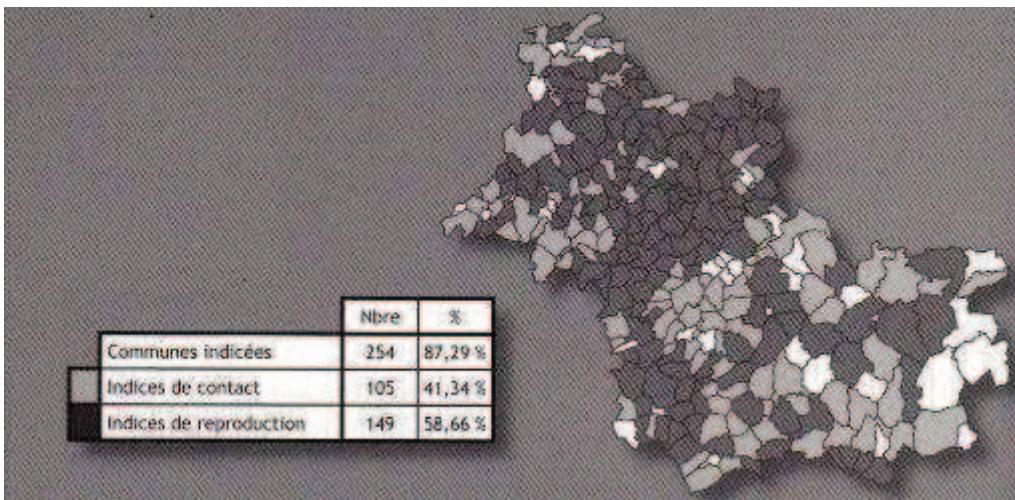 Nbre %
Communes indicées 254 87,29 %
Indices de contact 105 41,34 %
Indices de reproduction 149 58,66 %